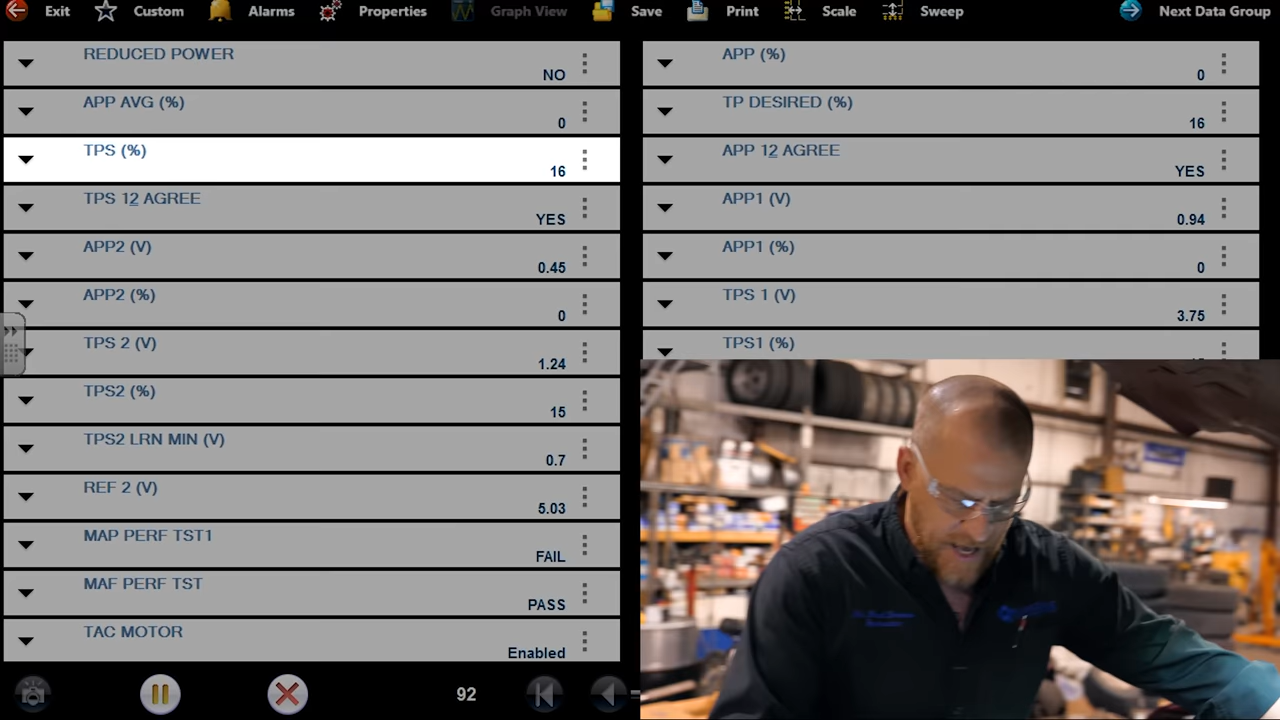 Exit Custom Alarms Properties Graph View Save Print Scale Sweep Next Data Group
REDUCED POWER
NO
APP AVG (%)
0
TPS (%)
16
TPS 12 AGREE
YES
APP2 (V)
0.45
APP2 (%)
0
TPS 2 (V)
1.24
TPS2 (%)
15
TPS2 LRN MIN (V)
0.7
REF 2 (V)
5.03
MAP PERF TST1
FAIL
MAF PERF TST
PASS
TAC MOTOR
Enabled
APP (%)
0
TP DESIRED (%)
16
APP 12 AGREE
YES
APP1 (V)
0.94
APP1 (%)
0
TPS 1 (V)
3.75
TPS1 (%)
92